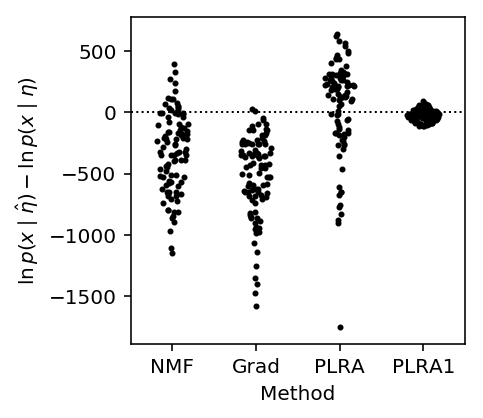 ln p(x | η̂) − ln p(x | η)
500
0
−500
−1000
−1500
NMF Grad PLRA PLRA1
Method